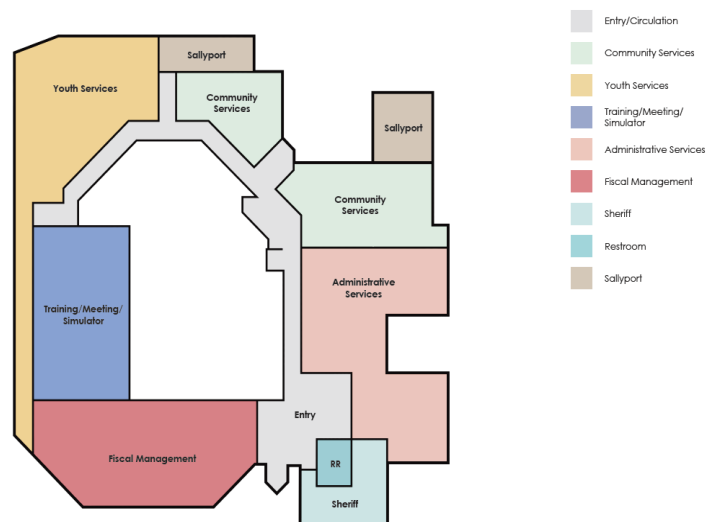 Sallyport
Youth Services
Community
Services
Sallyport
Community
Services
Administrative
Services
Training/Meeting/
Simulator
Entry
Fiscal Management
RR
Sheriff
Entry/Circulation
Community Services
Youth Services
Training/Meeting/
Simulator
Administrative Services
Fiscal Management
Sheriff
Restroom
Sallyport